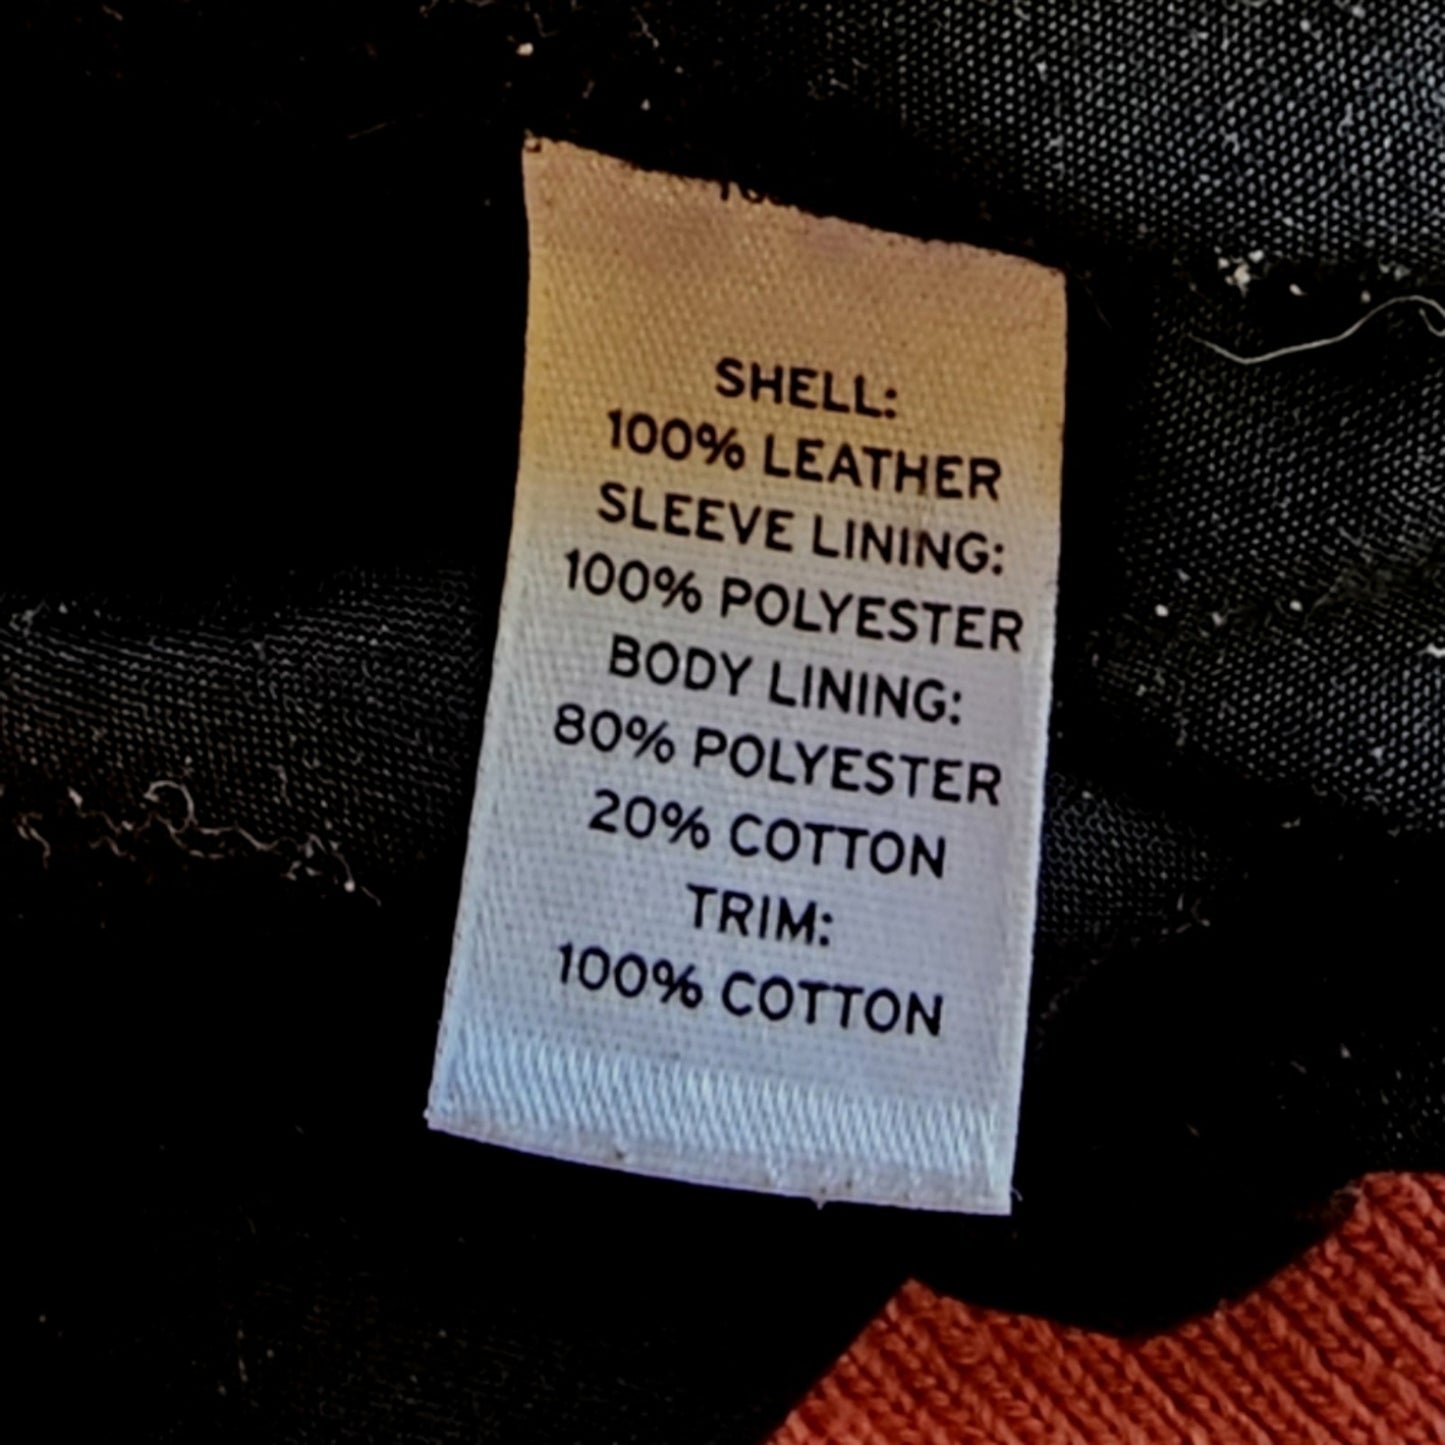 SHELL:
100% LEATHER
SLEEVE LINING:
100% POLYESTER
BODY LINING:
80% POLYESTER
20% COTTON
TRIM:
100% COTTON